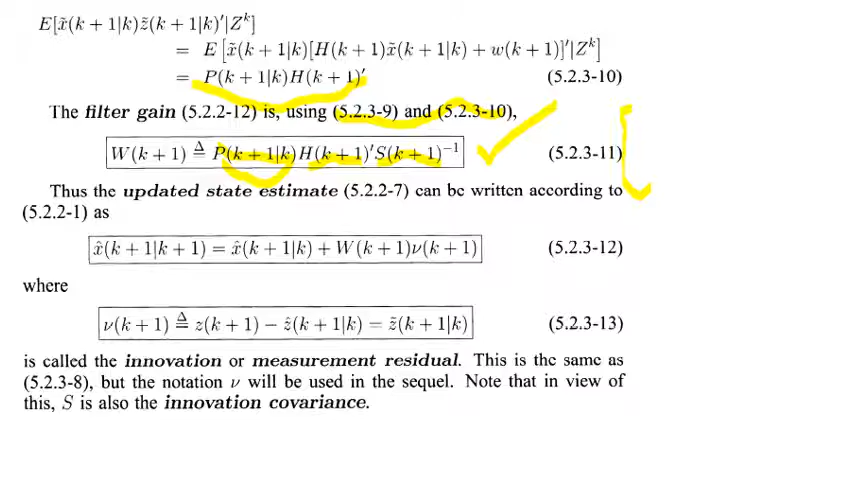 E[x̃(k + 1|k)z̃(k + 1|k)′|Z^k]
= E [x̃(k + 1|k)[H(k + 1)x̃(k + 1|k) + w(k + 1)]′|Z^k]
= P(k + 1|k)H(k + 1)′ (5.2.3-10)
The filter gain (5.2.2-12) is, using (5.2.3-9) and (5.2.3-10),
W(k + 1) ≜ P(k + 1|k)H(k + 1)′S(k + 1)⁻¹ (5.2.3-11)
Thus the updated state estimate (5.2.2-7) can be written according to
(5.2.2-1) as
x̂(k + 1|k + 1) = x̂(k + 1|k) + W(k + 1)ν(k + 1) (5.2.3-12)
where
ν(k + 1) ≜ z(k + 1) − ẑ(k + 1|k) = z̃(k + 1|k) (5.2.3-13)
is called the innovation or measurement residual. This is the same as
(5.2.3-8), but the notation ν will be used in the sequel. Note that in view of
this, S is also the innovation covariance.